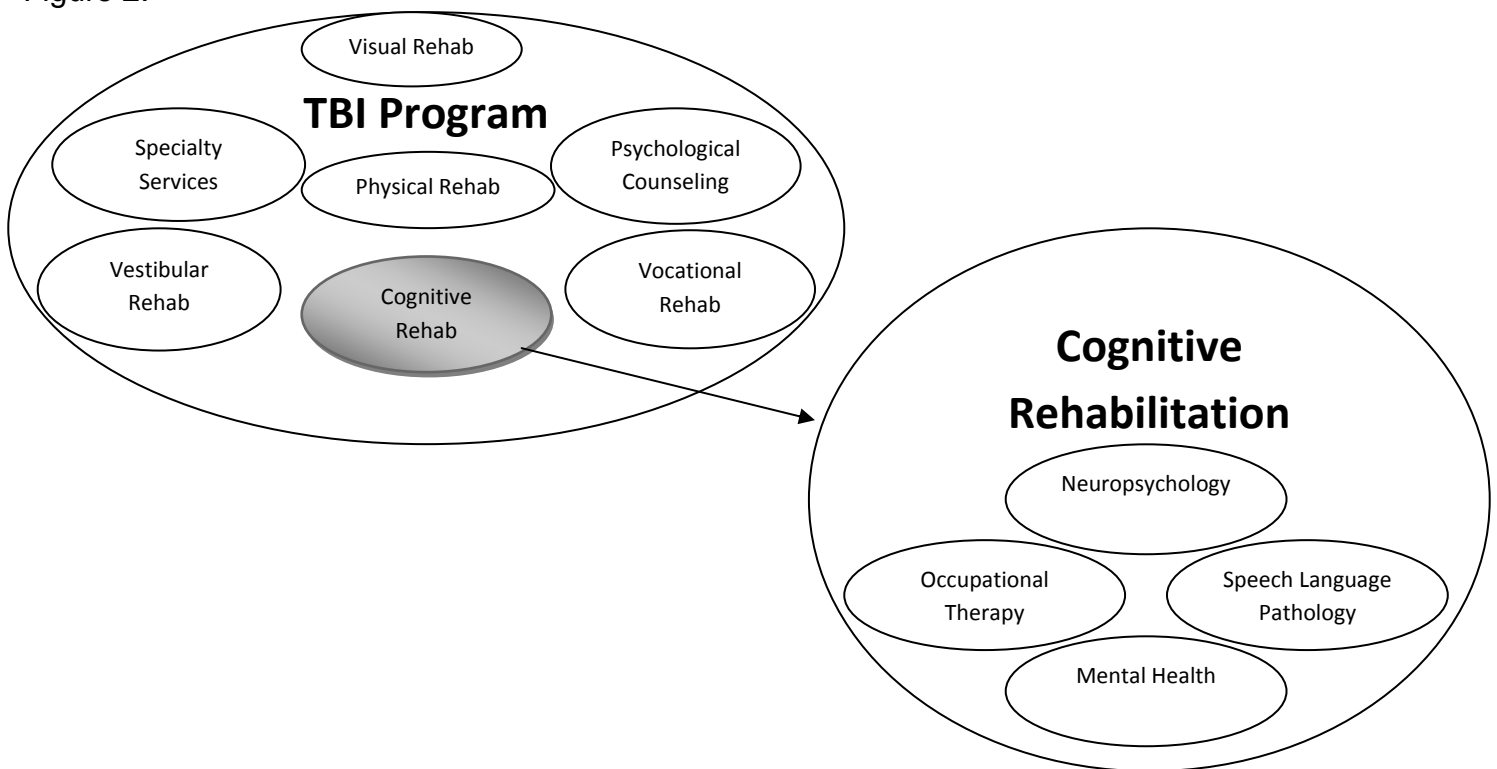 Figure 2.
Visual Rehab
TBI Program
Specialty
Services
Physical Rehab
Psychological
Counseling
Vestibular
Rehab
Cognitive
Rehab
Vocational
Rehab
Cognitive
Rehabilitation
Neuropsychology
Occupational
Therapy
Speech Language
Pathology
Mental Health